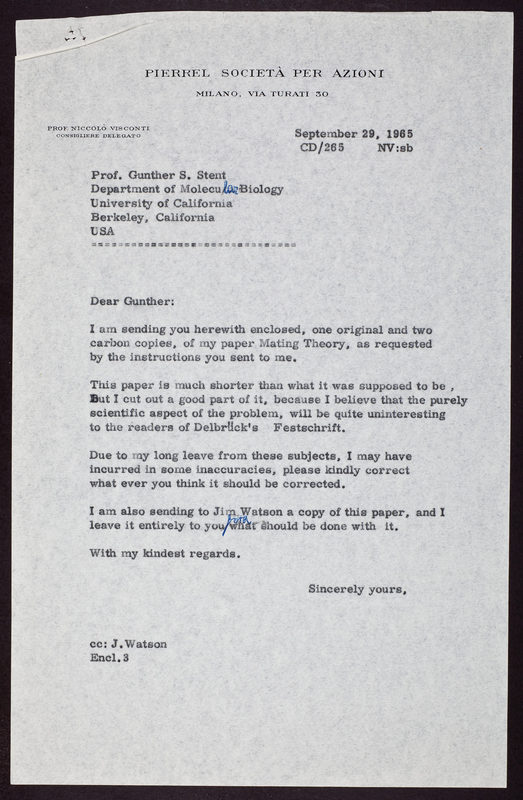 PIERREL SOCIETÀ PER AZIONI
MILANO, VIA TURATI 30
PROF. NICCOLÒ VISCONTI
CONSIGLIERE DELEGATO
September 29, 1965
CD/265 NV:sb
Prof. Gunther S. Stent
Department of Molecular Biology
University of California
Berkeley, California
USA
Dear Gunther:
I am sending you herewith enclosed, one original and two
carbon copies, of my paper Mating Theory, as requested
by the instructions you sent to me.
This paper is much shorter than what it was supposed to be ,
But I cut out a good part of it, because I believe that the purely
scientific aspect of the problem, will be quite uninteresting
to the readers of Delbrück's Festschrift.
Due to my long leave from these subjects, I may have
incurred in some inaccuracies, please kindly correct
what ever you think it should be corrected.
I am also sending to Jim Watson a copy of this paper, and I
leave it entirely to you what should be done with it.
With my kindest regards.
Sincerely yours,
cc: J.Watson
Encl.3